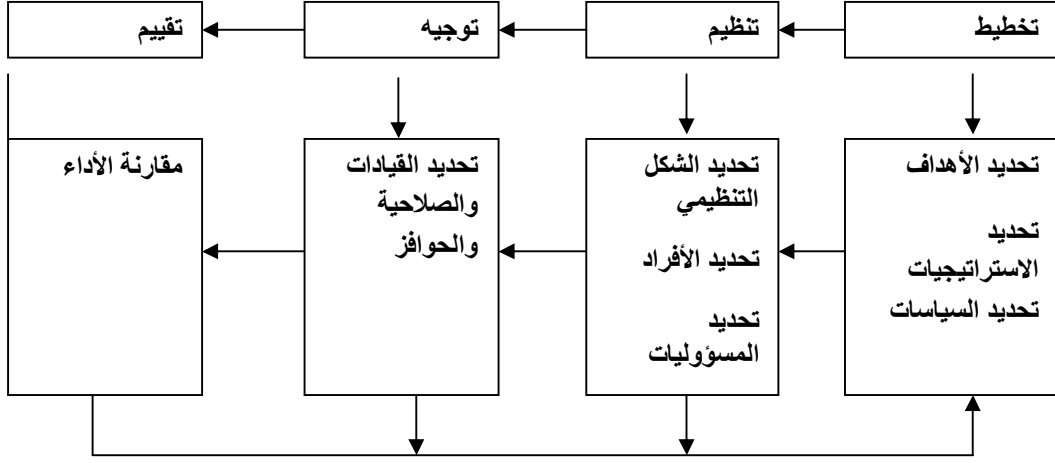 تخطيط
تنظيم
توجيه
تقييم
تحديد الأهداف
تحديد
الاستراتيجيات
تحديد السياسات
تحديد الشكل
التنظيمي
تحديد الأفراد
تحديد
المسؤوليات
تحديد القيادات
والصلاحية
والحوافز
مقارنة الأداء